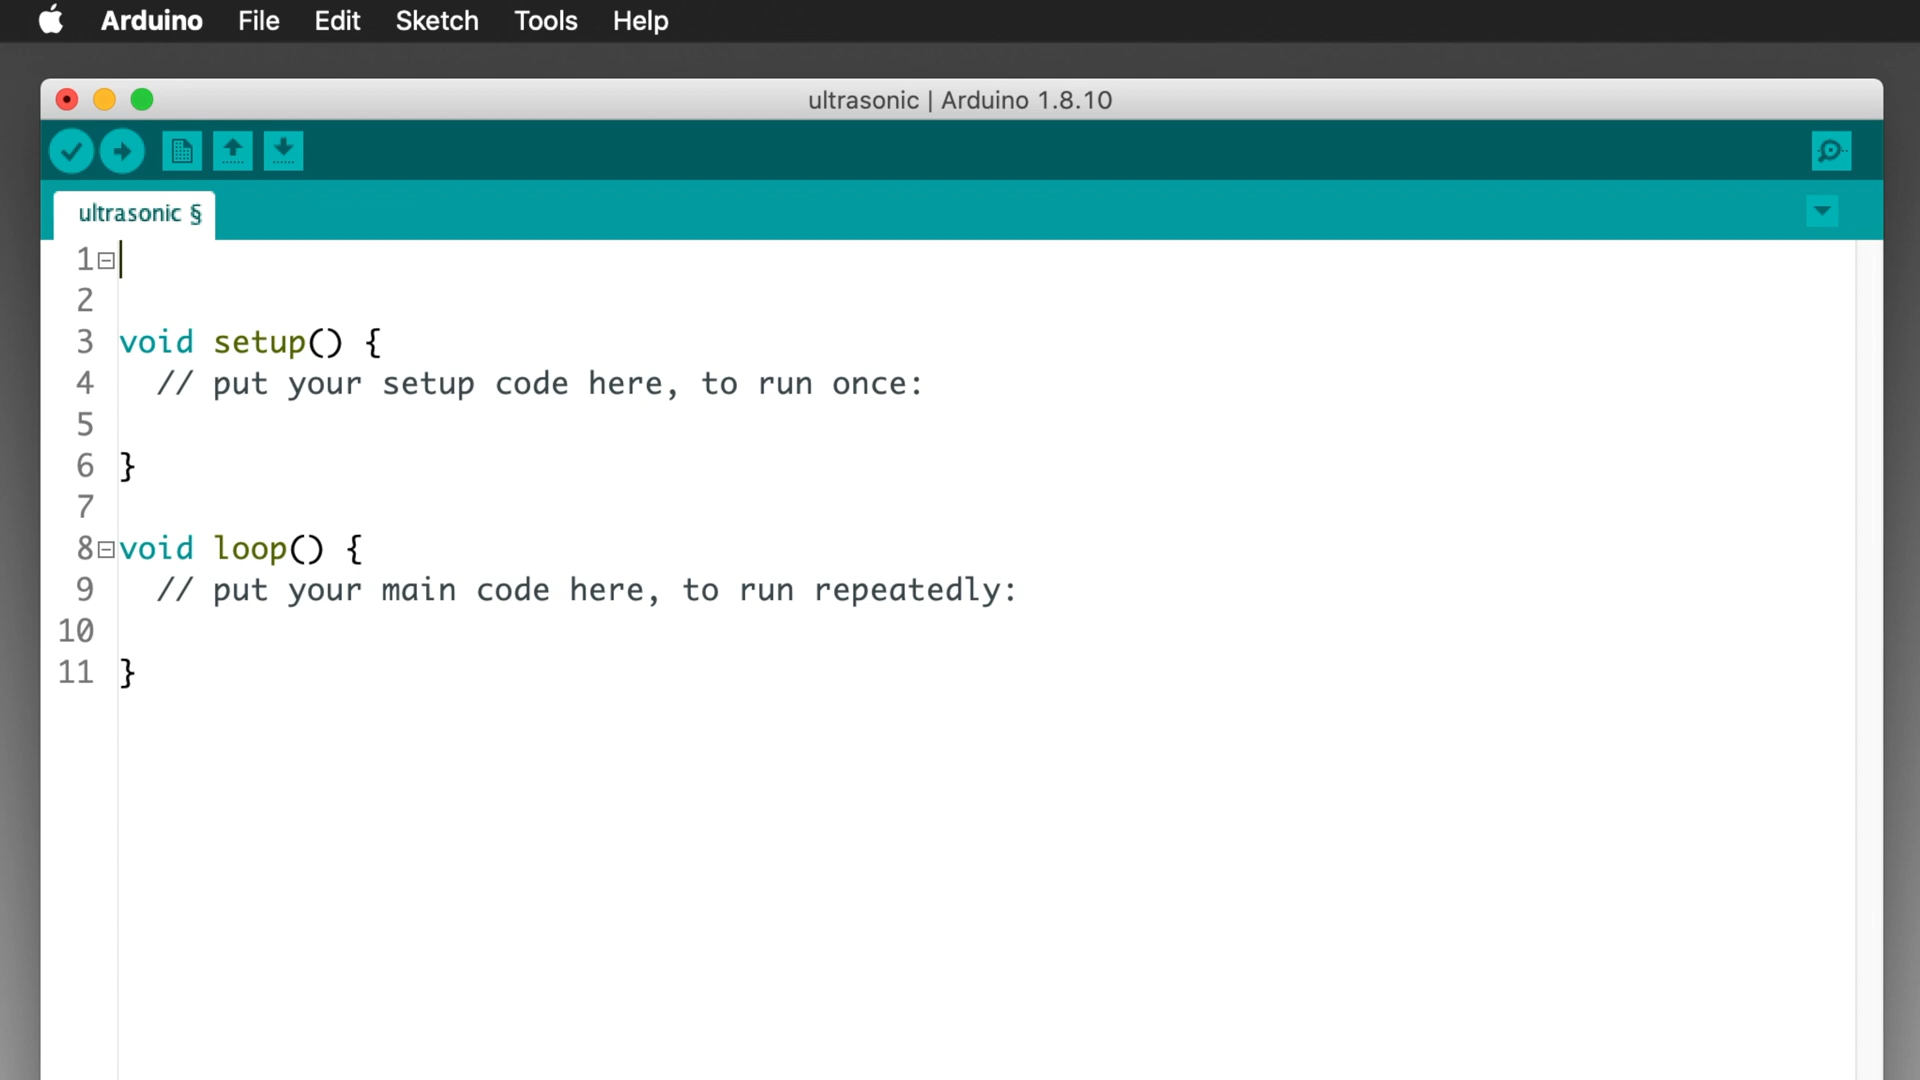 Arduino File Edit Sketch Tools Help
ultrasonic | Arduino 1.8.10
ultrasonic §
1
2
3 void setup() {
4 // put your setup code here, to run once:
5
6 }
7
8 void loop() {
9 // put your main code here, to run repeatedly:
10
11 }